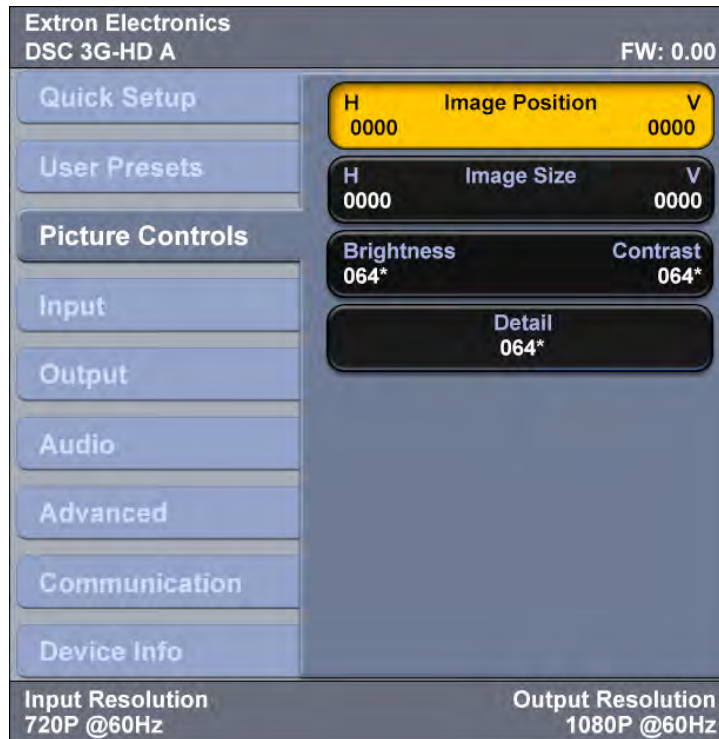 Extron Electronics
DSC 3G-HD A FW: 0.00
Quick Setup
User Presets
Picture Controls
Input
Output
Audio
Advanced
Communication
Device Info
H Image Position V
0000 0000
H Image Size V
0000 0000
Brightness Contrast
064* 064*
Detail
064*
Input Resolution Output Resolution
720P @60Hz 1080P @60Hz